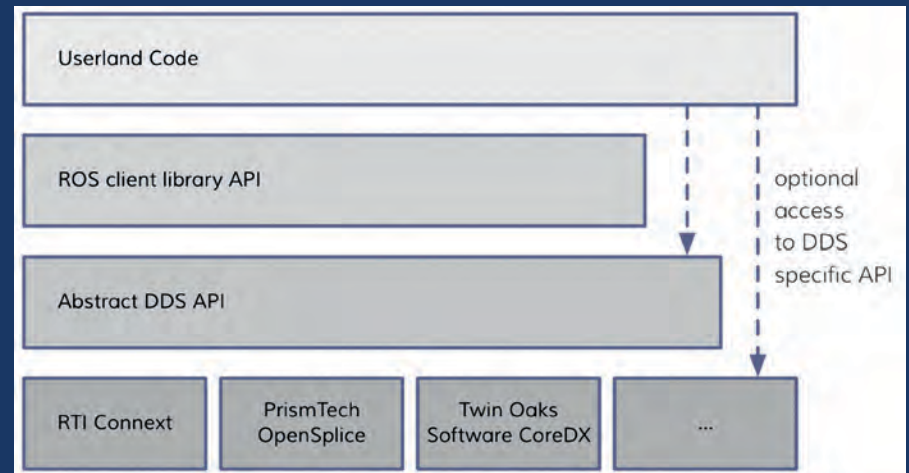 Userland Code
ROS client library API
optional
access
to DDS
specific API
Abstract DDS API
RTI Connext
PrismTech
OpenSplice
Twin Oaks
Software CoreDX
...